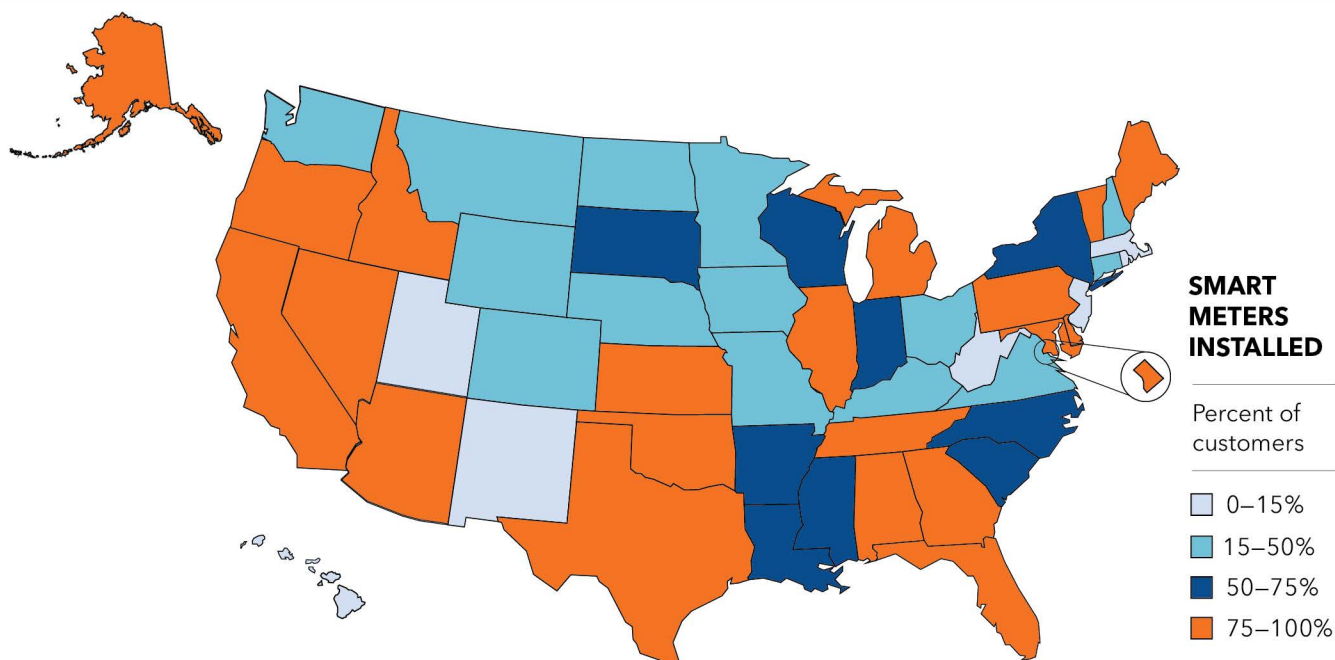 SMART
METERS
INSTALLED
Percent of
customers
0–15%
15–50%
50–75%
75–100%